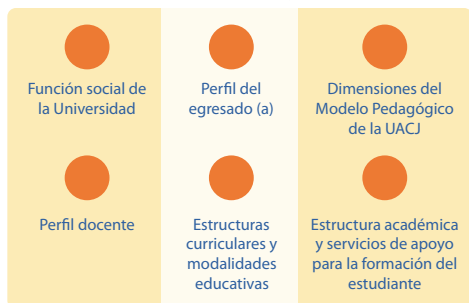 Función social de
la Universidad
Perfil del
egresado (a)
Dimensiones del
Modelo Pedagógico
de la UACJ
Perfil docente
Estructuras
curriculares y
modalidades
educativas
Estructura académica
y servicios de apoyo
para la formación del
estudiante